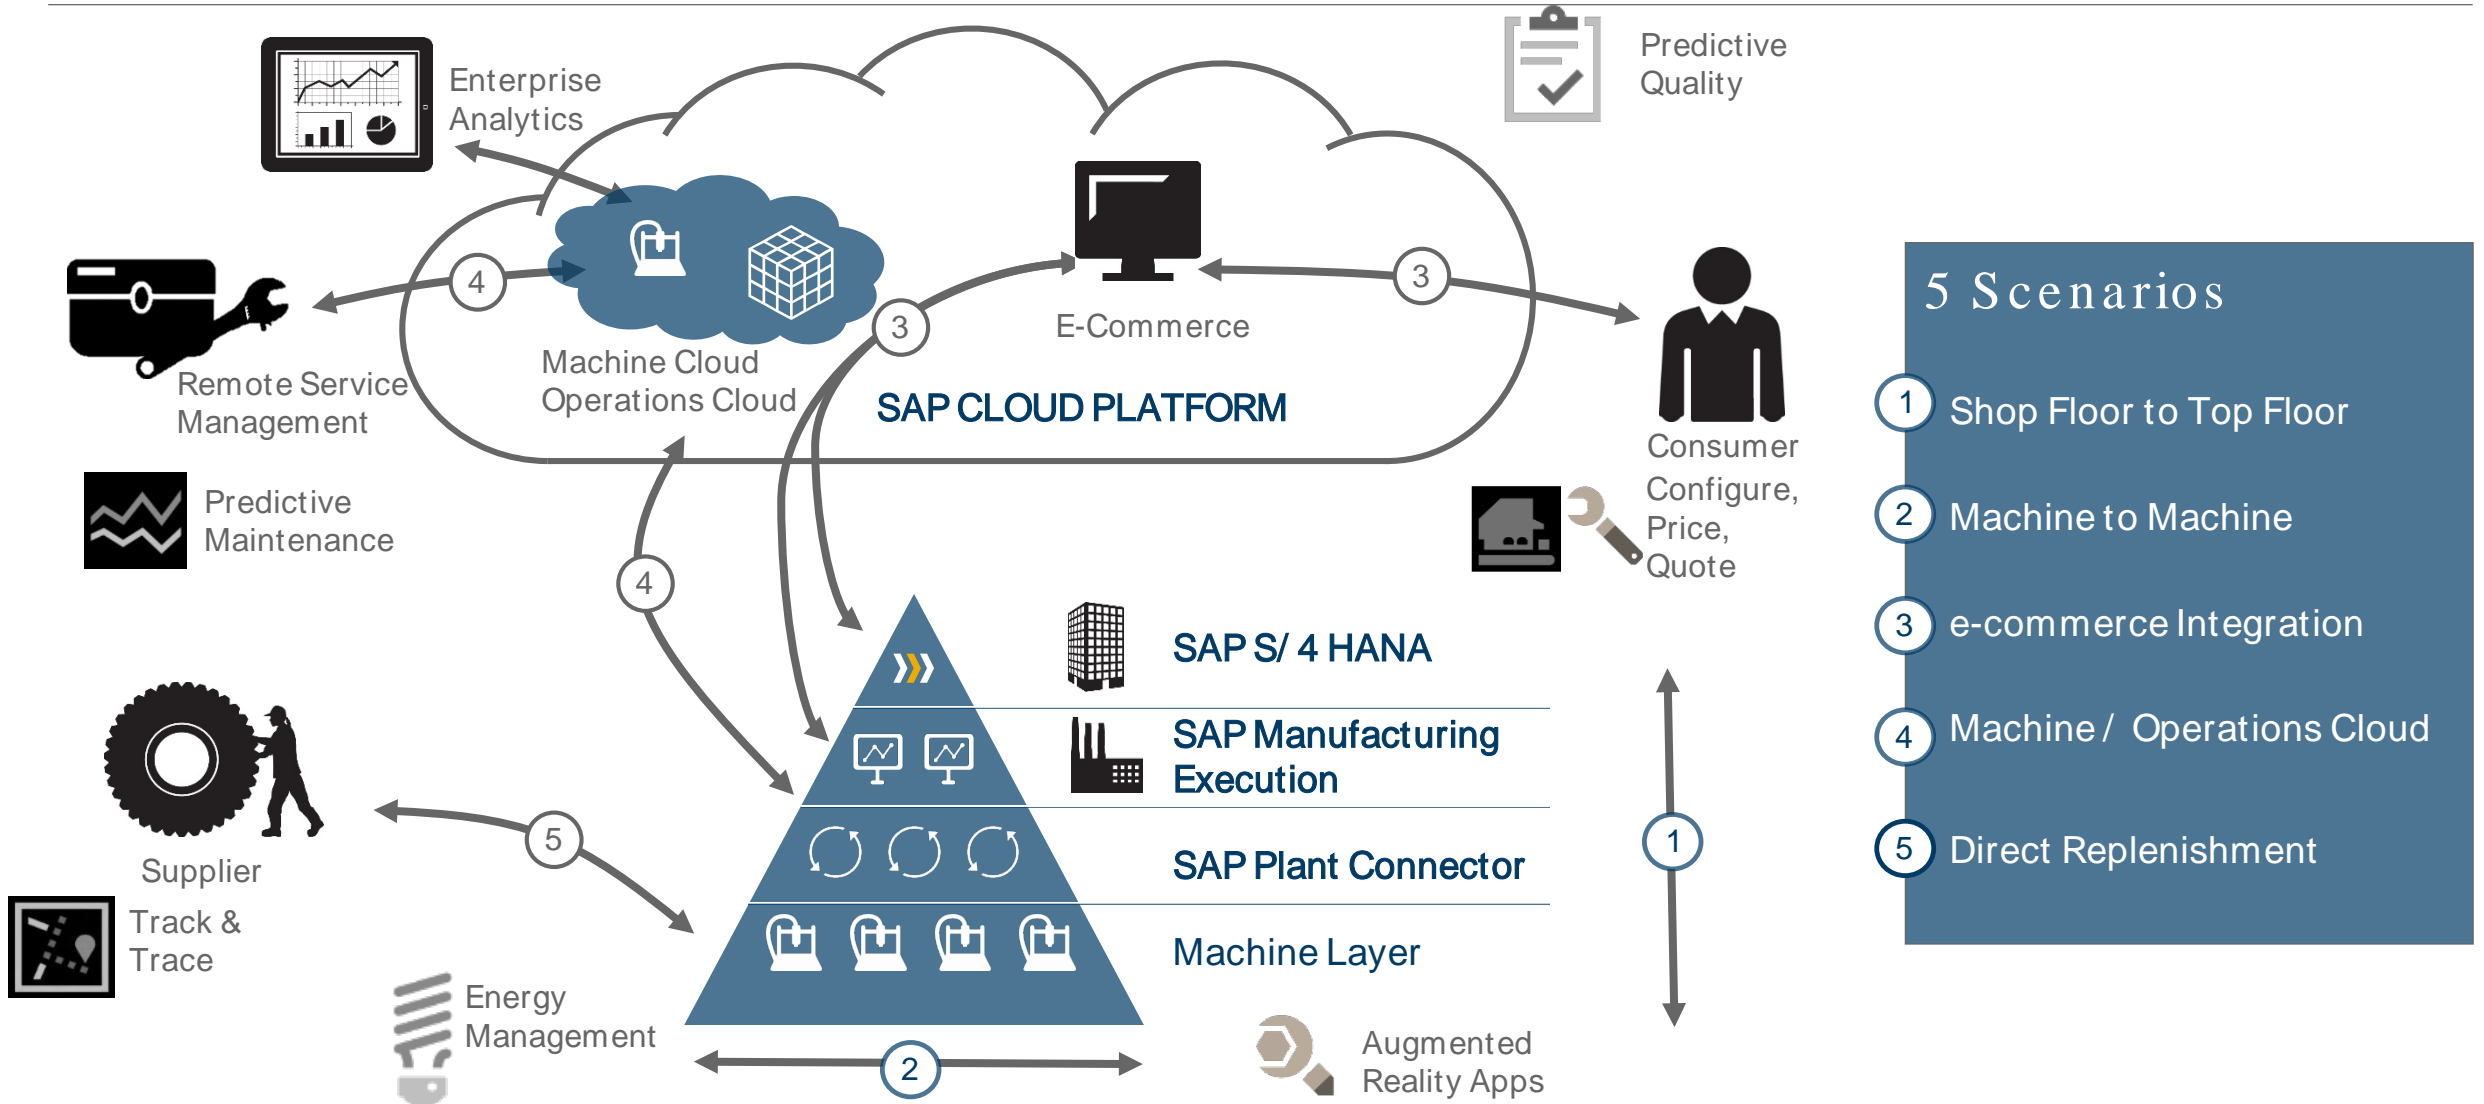 Predictive
Quality
Enterprise
Analytics
4
3
3
E-Commerce
Machine Cloud
Operations Cloud
SAP CLOUD PLATFORM
Remote Service
Management
Predictive
Maintenance
Consumer
Configure,
Price,
Quote
4
SAP S/ 4 HANA
SAP Manufacturing
Execution
SAP Plant Connector
Machine Layer
1
5
Supplier
Track &
Trace
Energy
Management
2
Augmented
Reality Apps
5 Scenarios
1 Shop Floor to Top Floor
2 Machine to Machine
3 e-commerce Integration
4 Machine / Operations Cloud
5 Direct Replenishment